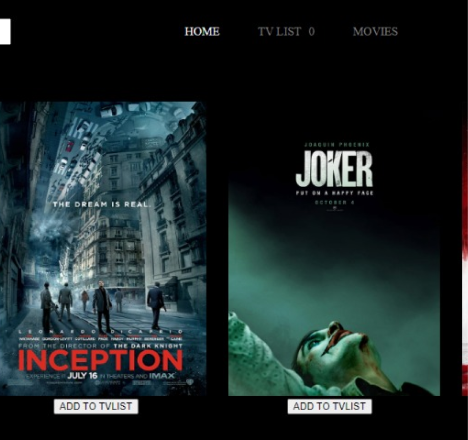 HOME TV LIST 0 MOVIES
THE DREAM IS REAL.
LEONARDO DICAPRIO
FROM THE DIRECTOR OF THE DARK KNIGHT
INCEPTION
EXPERIENCE IT JULY 16 IN THEATERS AND IMAX
ADD TO TVLIST
JOAQUIN PHOENIX
JOKER
PUT ON A HAPPY FACE
OCTOBER 4
ADD TO TVLIST